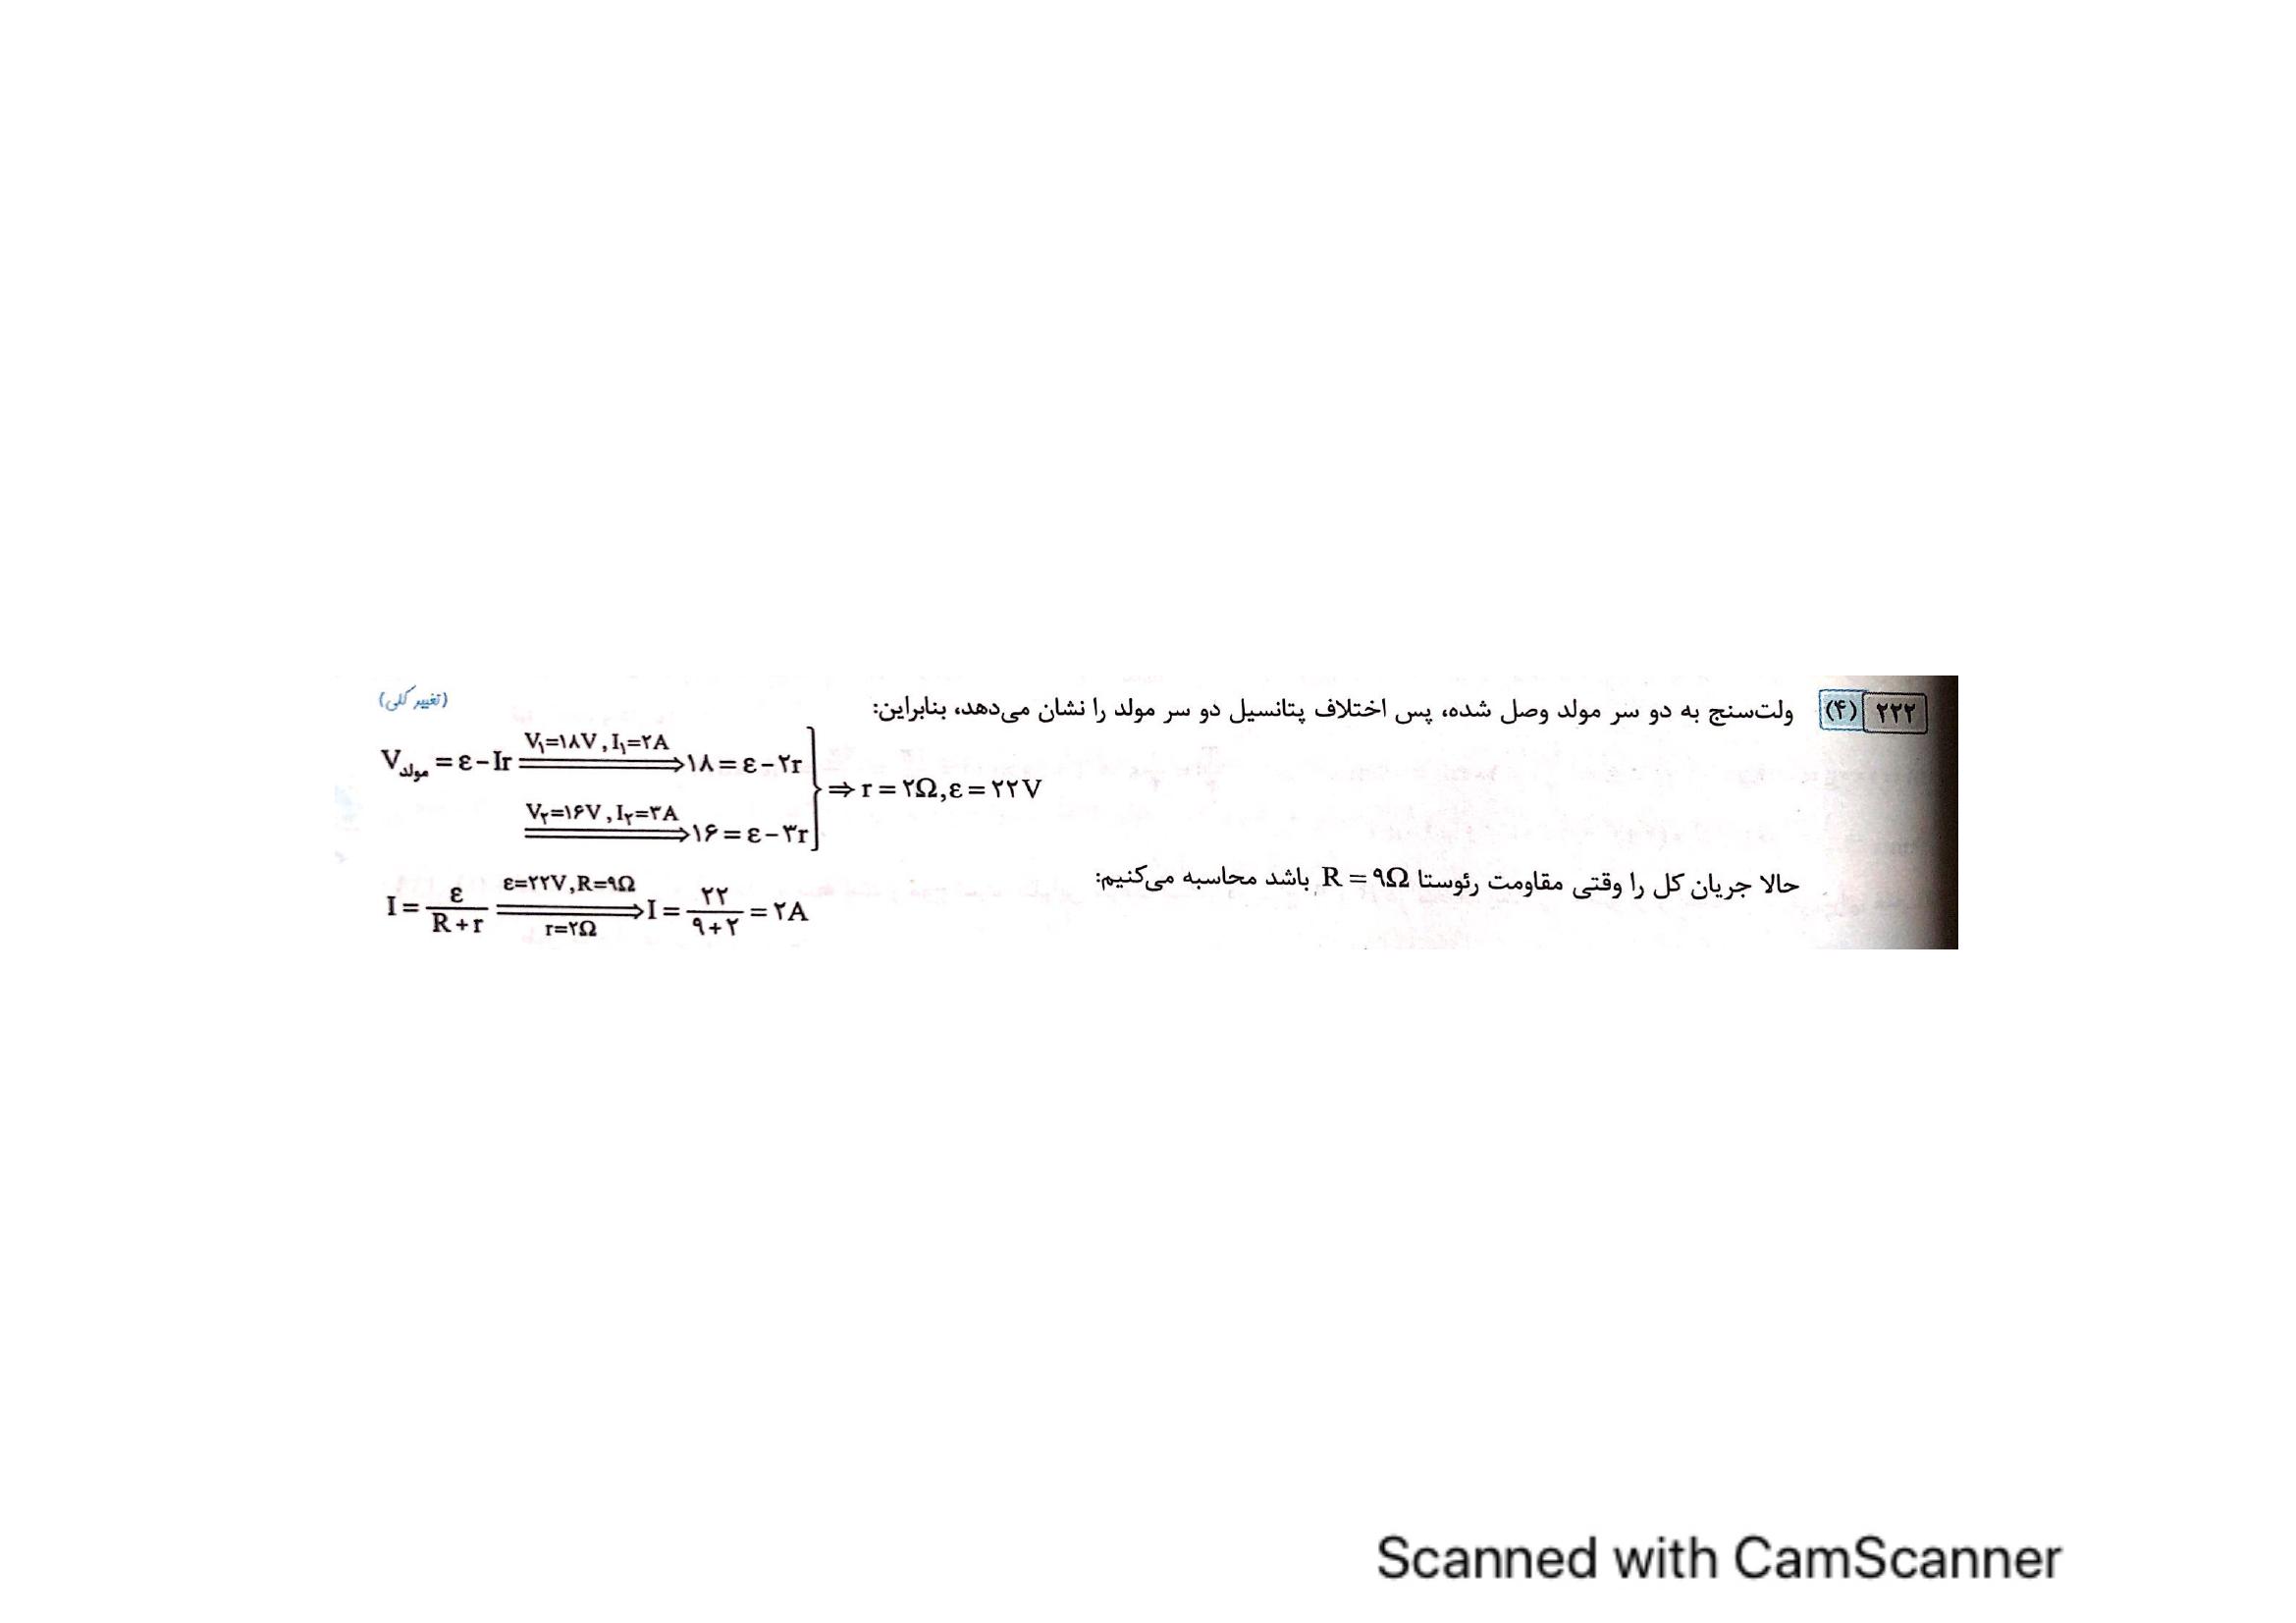 ۲۲۲ (۴) ولت‌سنج به دو سر مولد وصل شده، پس اختلاف پتانسیل دو سر مولد را نشان می‌دهد، بنابراین: (تغییر کلی)
V مولد = ε − Ir ⟹ V₁=۱۸V , I₁=۲A ⟹ ۱۸ = ε − ۲r
⟹ V₂=۱۶V , I₂=۳A ⟹ ۱۶ = ε − ۳r
⇒ r = ۲Ω, ε = ۲۲V
حالا جریان کل را وقتی مقاومت رئوستا R = ۹Ω باشد محاسبه می‌کنیم:
I = ε/(R+r) ⟹ ε=۲۲V, R=۹Ω, r=۲Ω ⟹ I = ۲۲/(۹+۲) = ۲A
Scanned with CamScanner